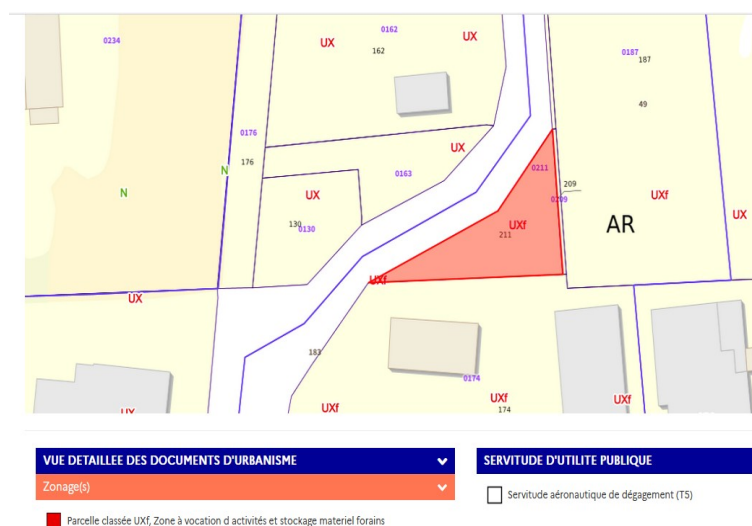 0234
UX
0162
162
UX
0187
187
49
0176
176
N
UX
0163
0211
209
0209
N
UX
130
0130
UXf
211
UXf
AR
UX
UX
UXf
183
0174
UX
UXf
UXf
174
UXf
VUE DETAILLEE DES DOCUMENTS D'URBANISME
Zonage(s)
Parcelle classée UXf, Zone à vocation d activités et stockage materiel forains
SERVITUDE D'UTILITE PUBLIQUE
Servitude aéronautique de dégagement (T5)